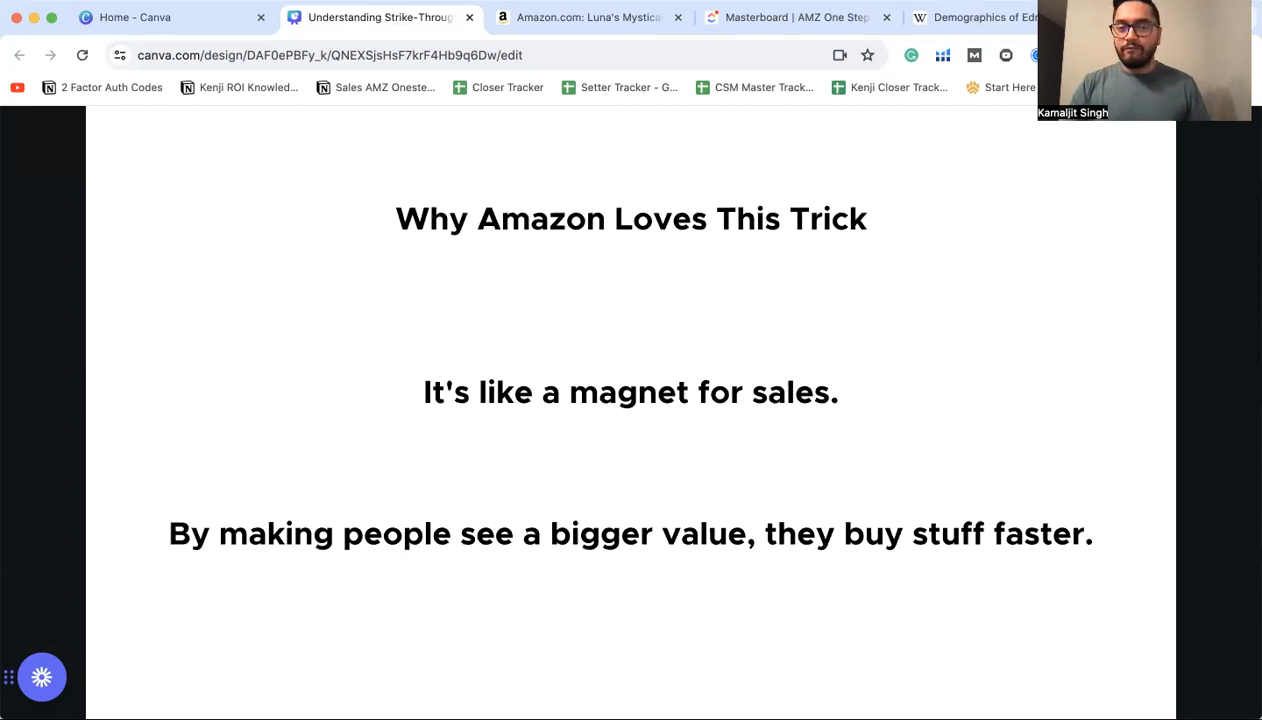 Home - Canva
Understanding Strike-Throug
Amazon.com: Luna's Mystical
Masterboard | AMZ One Step
Demographics of Edm
canva.com/design/DAF0ePBFy_k/QNEXSjsHsF7krF4Hb9q6Dw/edit
2 Factor Auth Codes
Kenji ROI Knowled...
Sales AMZ Oneste...
Closer Tracker
Setter Tracker - G...
CSM Master Track...
Kenji Closer Track...
Start Here
Kamaljit Singh
Why Amazon Loves This Trick
It's like a magnet for sales.
By making people see a bigger value, they buy stuff faster.